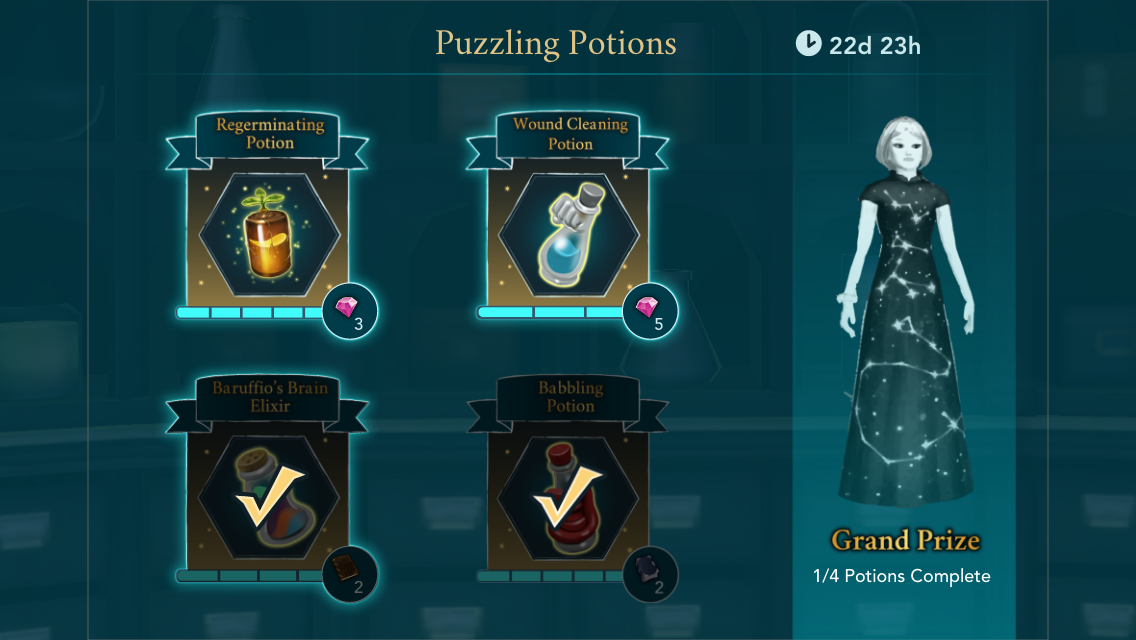 Puzzling Potions
22d 23h
Regerminating
Potion
3
Wound Cleaning
Potion
5
Baruffio's Brain
Elixir
2
Babbling
Potion
2
Grand Prize
1/4 Potions Complete